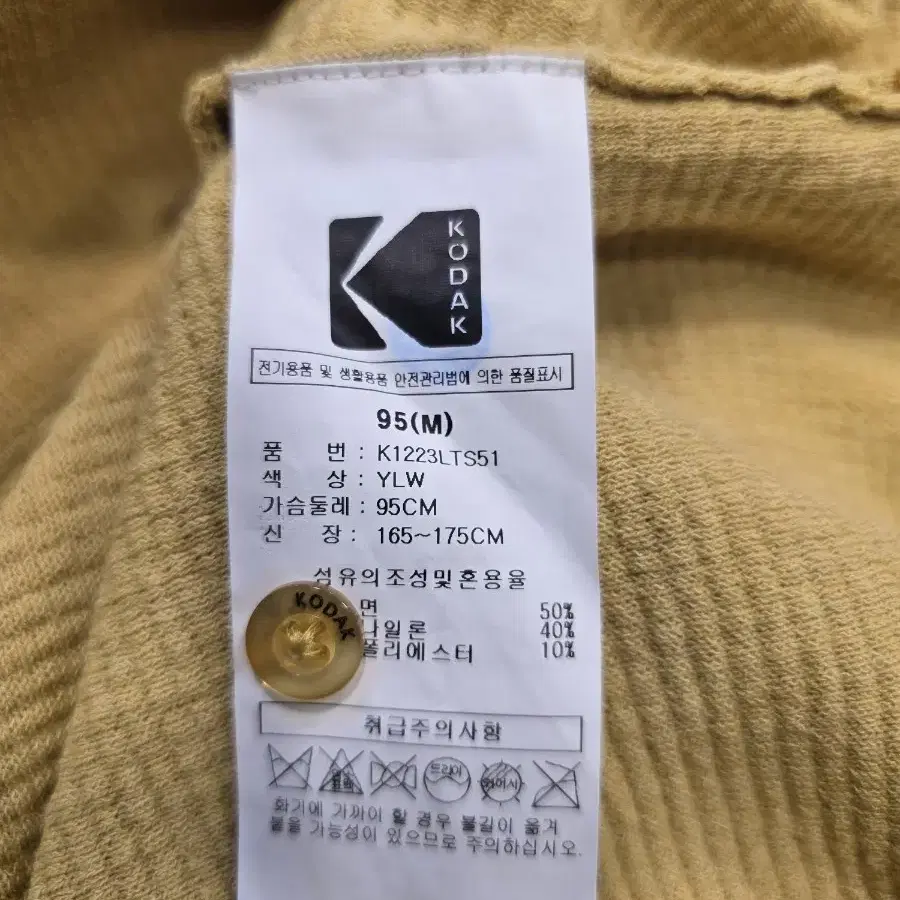 KODAK
전기용품 및 생활용품 안전관리법에 의한 품질표시
95(M)
품 번 : K1223LTS51
색 상 : YLW
가슴둘레 : 95CM
신 장 : 165~175CM
섬유의조성및혼용율
면 50%
나일론 40%
폴리에스터 10%
KODAK
취급주의사항
드라이
화기에 가까이 할 경우 불길이 옮겨
붙을 가능성이 있으므로 주의하십시오.